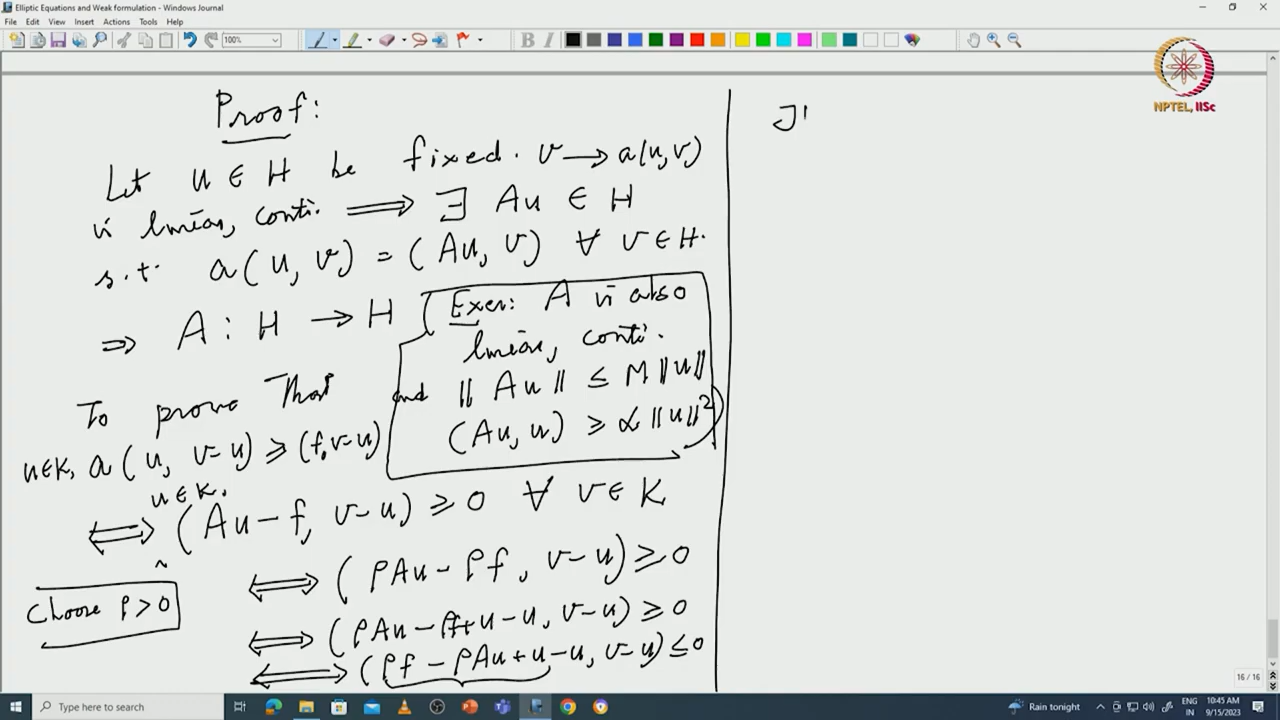 Elliptic Equations and Weak formulation - Windows Journal
File Edit View Insert Actions Tools Help
100%
B I
NPTEL, IISc
Proof:
Let u ∈ H be fixed. v → a(u,v)
is linear, conti. ⟹ ∃ Au ∈ H
s.t. a(u, v) = (Au, v) ∀ v ∈ H.
⇒ A : H → H
Exer: A is also
linear, conti.
and || Au || ≤ M ||u||
(Au, u) ≥ α ||u||²
To prove That
u∈K, a(u, v-u) ≥ (f, v-u)
u ∈ K.
⟺ (Au - f, v-u) ≥ 0 ∀ v ∈ K
⟺ (ρAu - ρf, v-u) ≥ 0
Choose ρ > 0
⟺ (ρAu - ρf + u - u, v-u) ≥ 0
⟺ (ρf - ρAu + u - u, v-u) ≤ 0
16 / 16
Type here to search
Rain tonight
ENG
IN
10:45 AM
9/15/2023